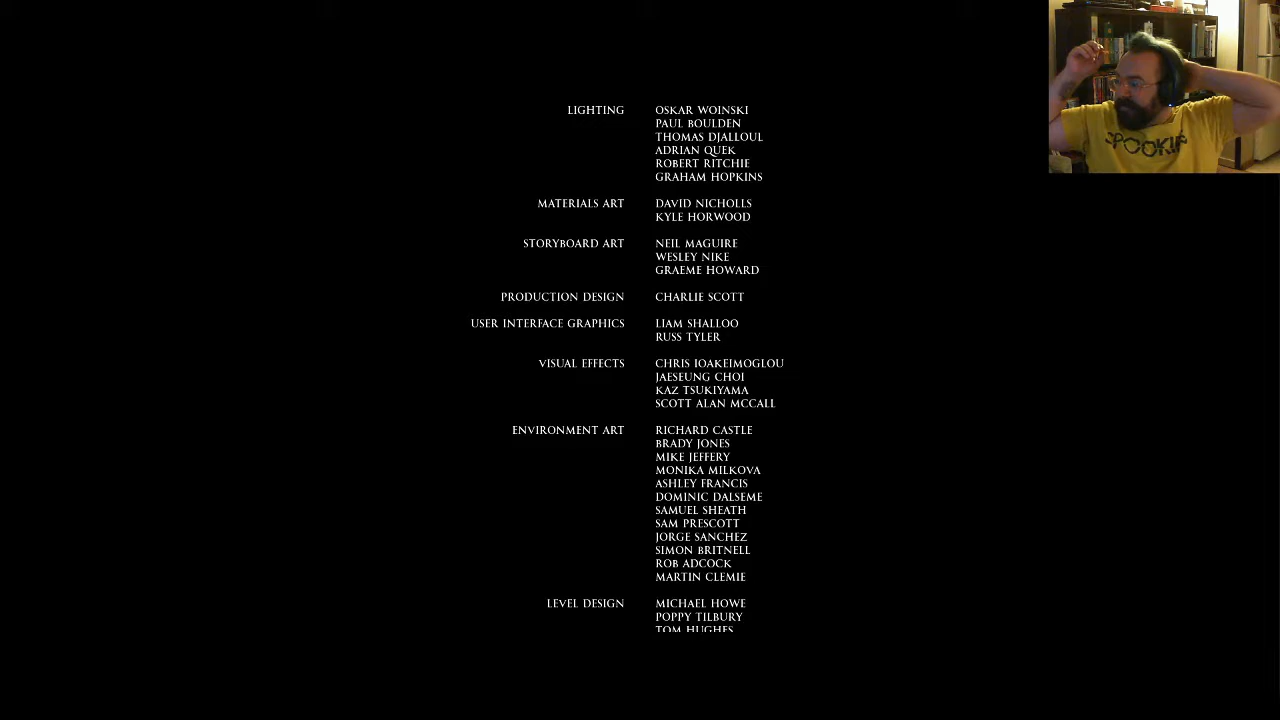 LIGHTING OSKAR WOINSKI
PAUL BOULDEN
THOMAS DJALLOUL
ADRIAN QUEK
ROBERT RITCHIE
GRAHAM HOPKINS
MATERIALS ART DAVID NICHOLLS
KYLE HORWOOD
STORYBOARD ART NEIL MAGUIRE
WESLEY NIKE
GRAEME HOWARD
PRODUCTION DESIGN CHARLIE SCOTT
USER INTERFACE GRAPHICS LIAM SHALLOO
RUSS TYLER
VISUAL EFFECTS CHRIS IOAKEIMOGLOU
JAESEUNG CHOI
KAZ TSUKIYAMA
SCOTT ALAN MCCALL
ENVIRONMENT ART RICHARD CASTLE
BRADY JONES
MIKE JEFFERY
MONIKA MILKOVA
ASHLEY FRANCIS
DOMINIC DALSEME
SAMUEL SHEATH
SAM PRESCOTT
JORGE SANCHEZ
SIMON BRITNELL
ROB ADCOCK
MARTIN CLEMIE
LEVEL DESIGN MICHAEL HOWE
POPPY TILBURY
TOM HUGHES